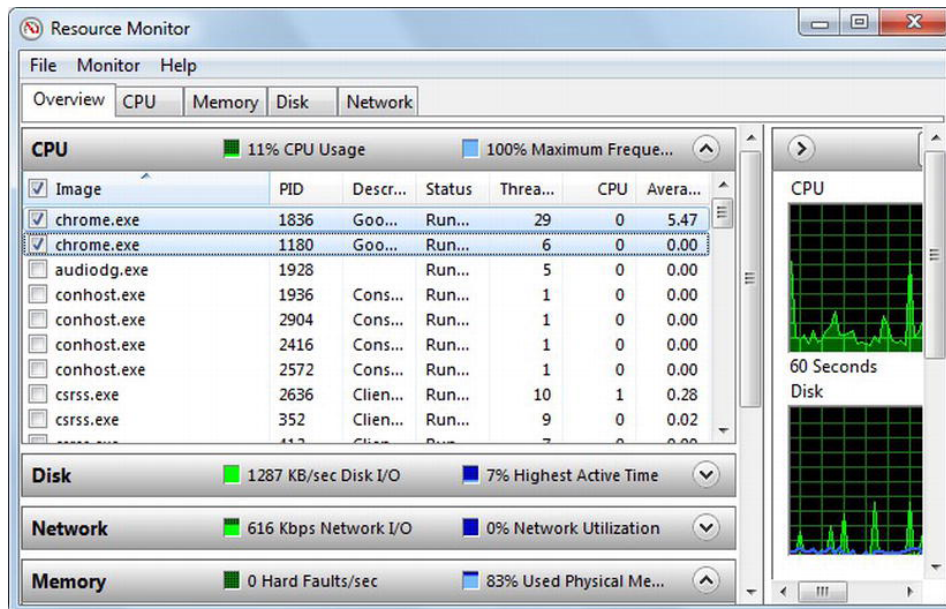 Resource Monitor
File Monitor Help
Overview CPU Memory Disk Network
CPU 11% CPU Usage 100% Maximum Freque...
Image PID Descr... Status Threa... CPU Avera...
chrome.exe 1836 Goo... Run... 29 0 5.47
chrome.exe 1180 Goo... Run... 6 0 0.00
audiodg.exe 1928 Run... 5 0 0.00
conhost.exe 1936 Cons... Run... 1 0 0.00
conhost.exe 2904 Cons... Run... 1 0 0.00
conhost.exe 2416 Cons... Run... 1 0 0.00
conhost.exe 2572 Cons... Run... 1 0 0.00
csrss.exe 2636 Clien... Run... 10 1 0.28
csrss.exe 352 Clien... Run... 9 0 0.02
Disk 1287 KB/sec Disk I/O 7% Highest Active Time
Network 616 Kbps Network I/O 0% Network Utilization
Memory 0 Hard Faults/sec 83% Used Physical Me...
CPU
60 Seconds
Disk